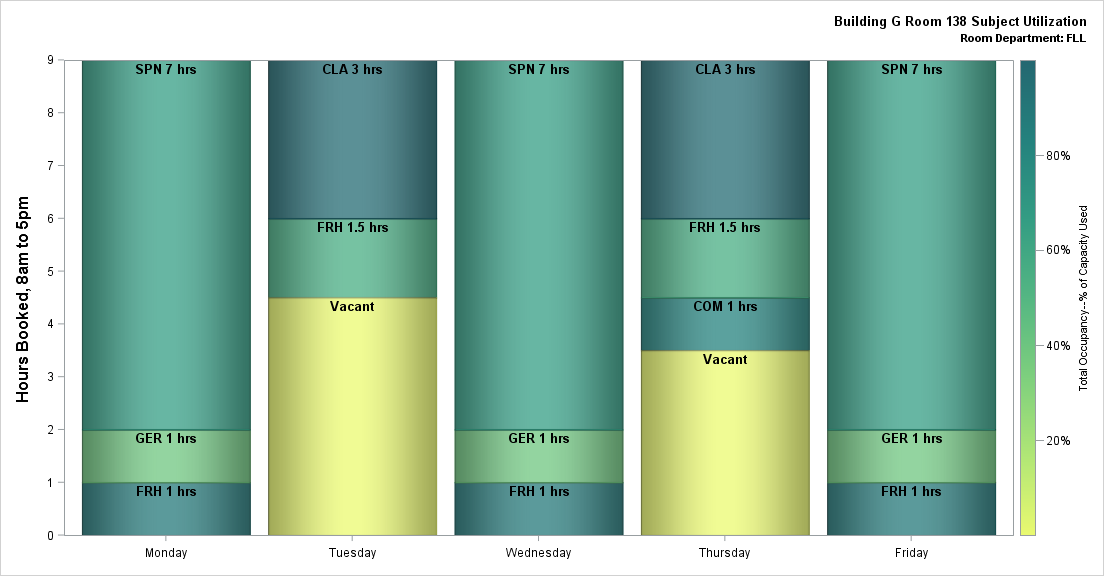 Building G Room 138 Subject Utilization
Room Department: FLL
Hours Booked, 8am to 5pm
9
8
7
6
5
4
3
2
1
0
SPN 7 hrs
GER 1 hrs
FRH 1 hrs
Monday
CLA 3 hrs
FRH 1.5 hrs
Vacant
Tuesday
SPN 7 hrs
GER 1 hrs
FRH 1 hrs
Wednesday
CLA 3 hrs
FRH 1.5 hrs
COM 1 hrs
Vacant
Thursday
SPN 7 hrs
GER 1 hrs
FRH 1 hrs
Friday
80%
60%
40%
20%
Total Occupancy--% of Capacity Used